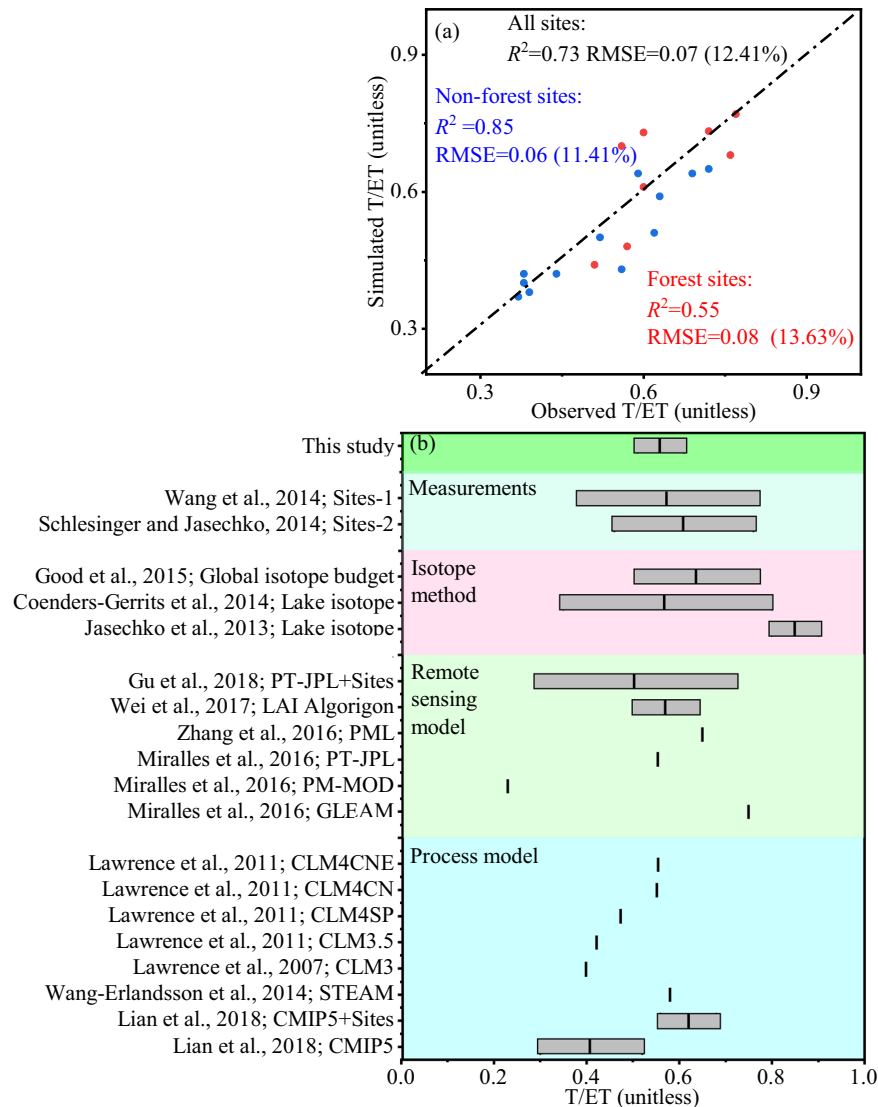 (a)
All sites:
R²=0.73 RMSE=0.07 (12.41%)
Non-forest sites:
R² =0.85
RMSE=0.06 (11.41%)
Forest sites:
R²=0.55
RMSE=0.08 (13.63%)
Simulated T/ET (unitless)
0.9
0.6
0.3
0.3 0.6 0.9
Observed T/ET (unitless)
(b)
This study
Measurements
Wang et al., 2014; Sites-1
Schlesinger and Jasechko, 2014; Sites-2
Isotope
method
Good et al., 2015; Global isotope budget
Coenders-Gerrits et al., 2014; Lake isotope
Jasechko et al., 2013; Lake isotope
Remote
sensing
model
Gu et al., 2018; PT-JPL+Sites
Wei et al., 2017; LAI Algorigon
Zhang et al., 2016; PML
Miralles et al., 2016; PT-JPL
Miralles et al., 2016; PM-MOD
Miralles et al., 2016; GLEAM
Process model
Lawrence et al., 2011; CLM4CNE
Lawrence et al., 2011; CLM4CN
Lawrence et al., 2011; CLM4SP
Lawrence et al., 2011; CLM3.5
Lawrence et al., 2007; CLM3
Wang-Erlandsson et al., 2014; STEAM
Lian et al., 2018; CMIP5+Sites
Lian et al., 2018; CMIP5
0.0 0.2 0.4 0.6 0.8 1.0
T/ET (unitless)